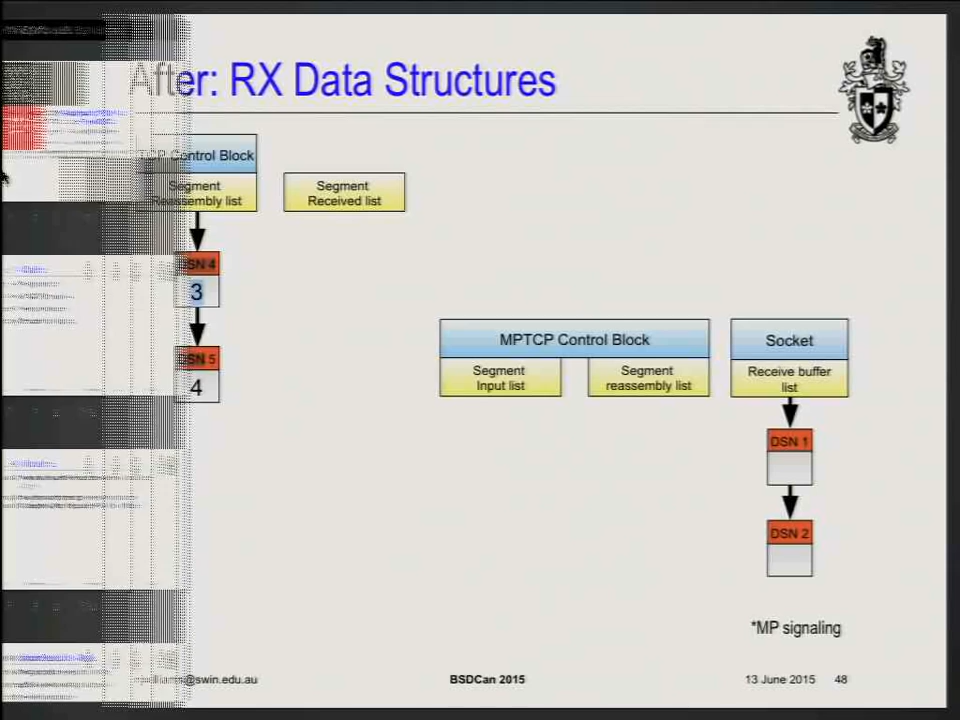 After: RX Data Structures
TCP Control Block
Segment
Reassembly list
Segment
Received list
DSN 4
3
DSN 5
4
MPTCP Control Block
Segment
Input list
Segment
reassembly list
Socket
Receive buffer
list
DSN 1
DSN 2
*MP signaling
@swin.edu.au
BSDCan 2015
13 June 2015 48